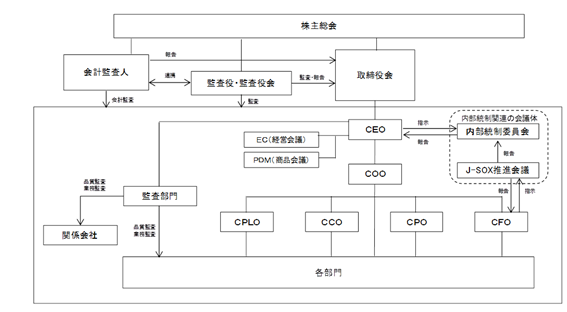 株主総会
報告
会計監査人
連携
監査役・監査役会
監査・報告
取締役会
会計監査
監査
内部統制関連の会議体
CEO
指示
内部統制委員会
報告
EC(経営会議)
PDM(商品会議)
報告
COO
J-SOX推進会議
品質監査
業務監査
監査部門
報告
指示
関係会社
品質監査
業務監査
CPLO
CCO
CPO
CFO
各部門